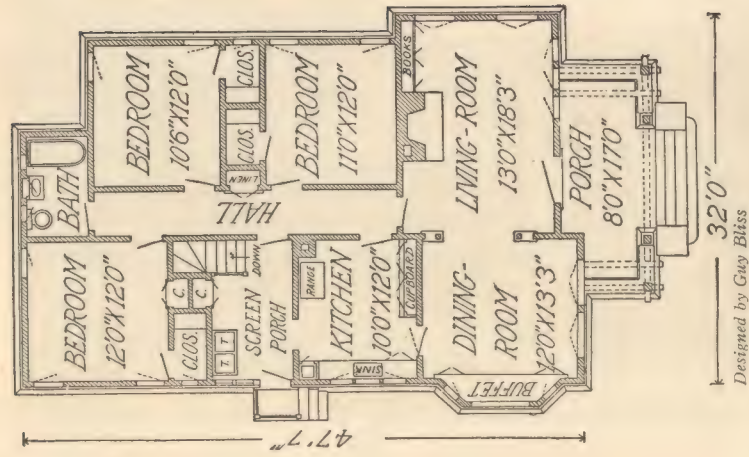 BATH
BEDROOM
10'6"X12'0"
CLOS.
CLOS.
LINEN
BEDROOM
11'0"X12'0"
HALL
BEDROOM
12'0"X12'0"
C.
C.
CLOS.
DOWN
T.
T.
SCREEN
PORCH
RANGE
KITCHEN
10'0"X12'0"
SINK
CUPBOARD
BOOKS
LIVING-ROOM
13'0"X18'3"
DINING-
ROOM
12'0"X13'3"
BUFFET
PORCH
8'0"X17'0"
47'7"
32'0"
Designed by Guy Bliss